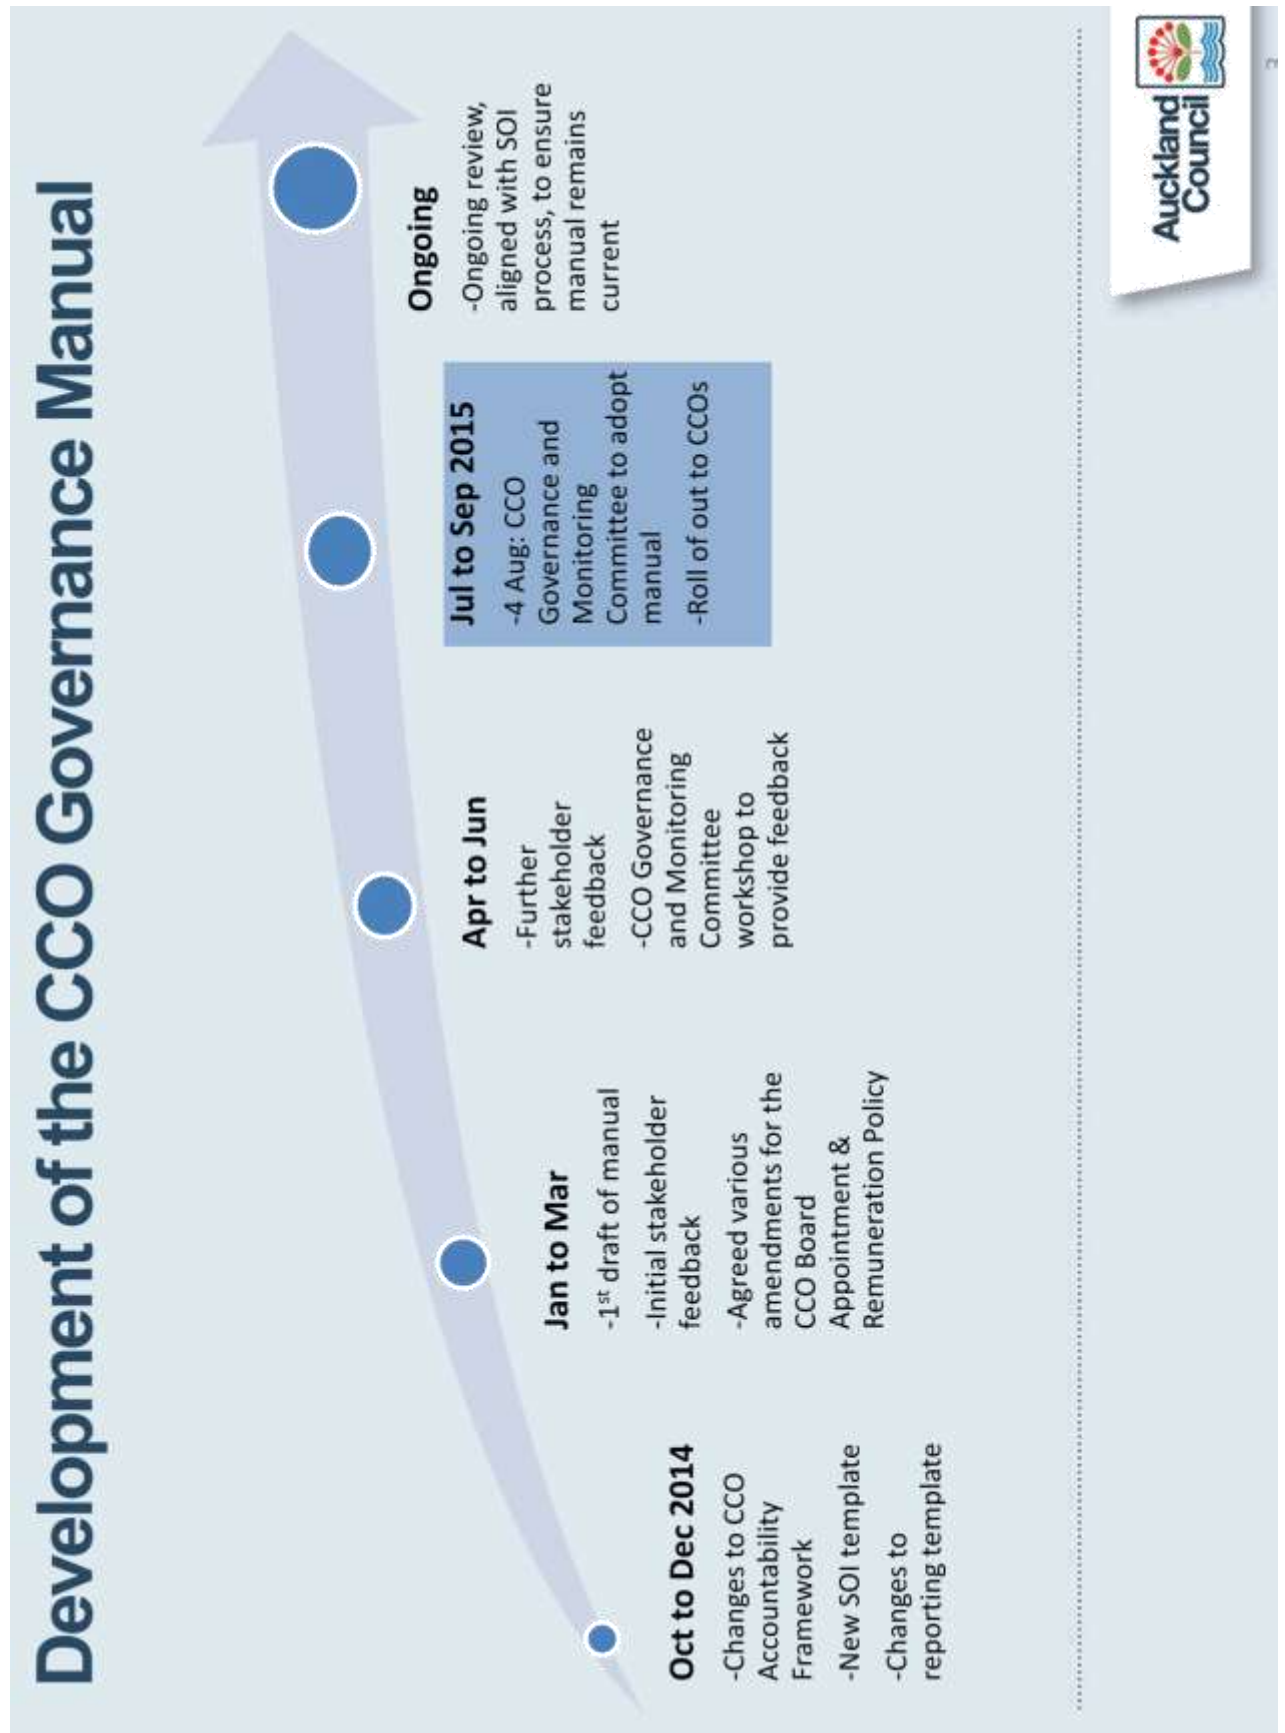 Development of the CCO Governance Manual
Oct to Dec 2014
-Changes to CCO
Accountability
Framework
-New SOI template
-Changes to
reporting template
Jan to Mar
-1st draft of manual
-Initial stakeholder
feedback
-Agreed various
amendments for the
CCO Board
Appointment &
Remuneration Policy
Apr to Jun
-Further
stakeholder
feedback
-CCO Governance
and Monitoring
Committee
workshop to
provide feedback
Jul to Sep 2015
-4 Aug: CCO
Governance and
Monitoring
Committee to adopt
manual
-Roll of out to CCOs
Ongoing
-Ongoing review,
aligned with SOI
process, to ensure
manual remains
current
Auckland
Council
3